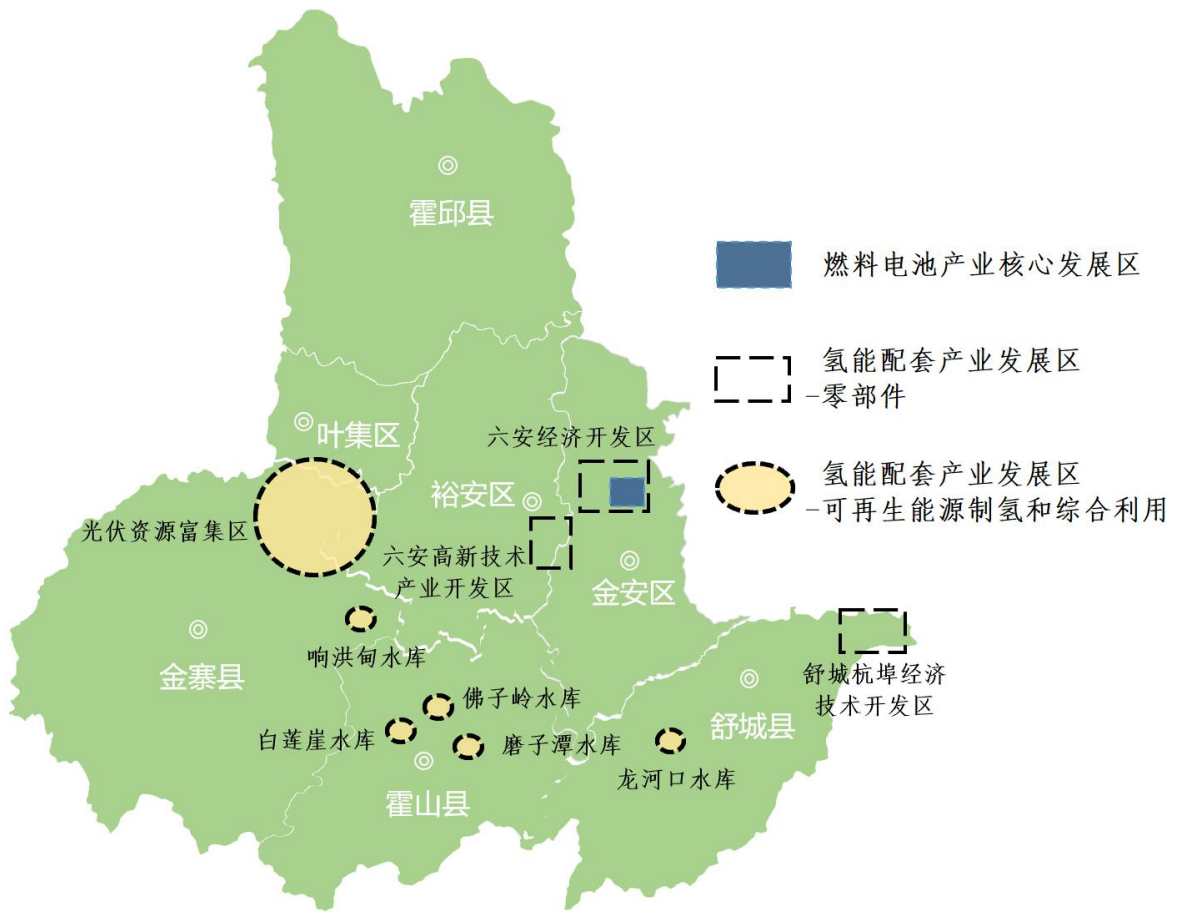 霍邱县
燃料电池产业核心发展区
氢能配套产业发展区
-零部件
叶集区
六安经济开发区
氢能配套产业发展区
-可再生能源制氢和综合利用
裕安区
光伏资源富集区
六安高新技术
产业开发区
金安区
响洪甸水库
金寨县
舒城杭埠经济
技术开发区
佛子岭水库
舒城县
白莲崖水库
磨子潭水库
龙河口水库
霍山县